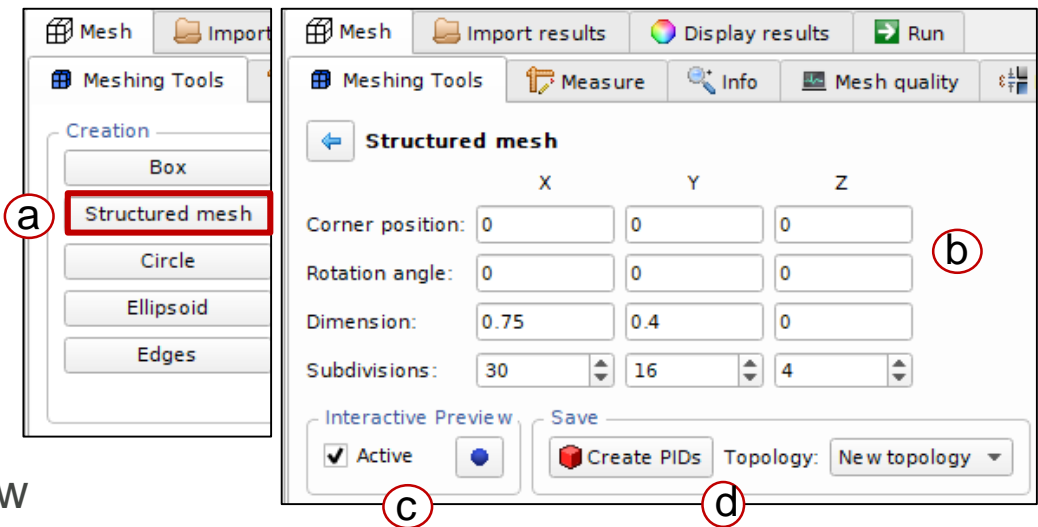 Mesh Import
Meshing Tools
Creation
Box
a Structured mesh
Circle
Ellipsoid
Edges
Mesh Import results Display results Run
Meshing Tools Measure Info Mesh quality
Structured mesh
X Y Z
Corner position: 0 0 0
b
Rotation angle: 0 0 0
Dimension: 0.75 0.4 0
Subdivisions: 30 16 4
Interactive Preview Save
Active Create PIDs Topology: New topology
c d
w